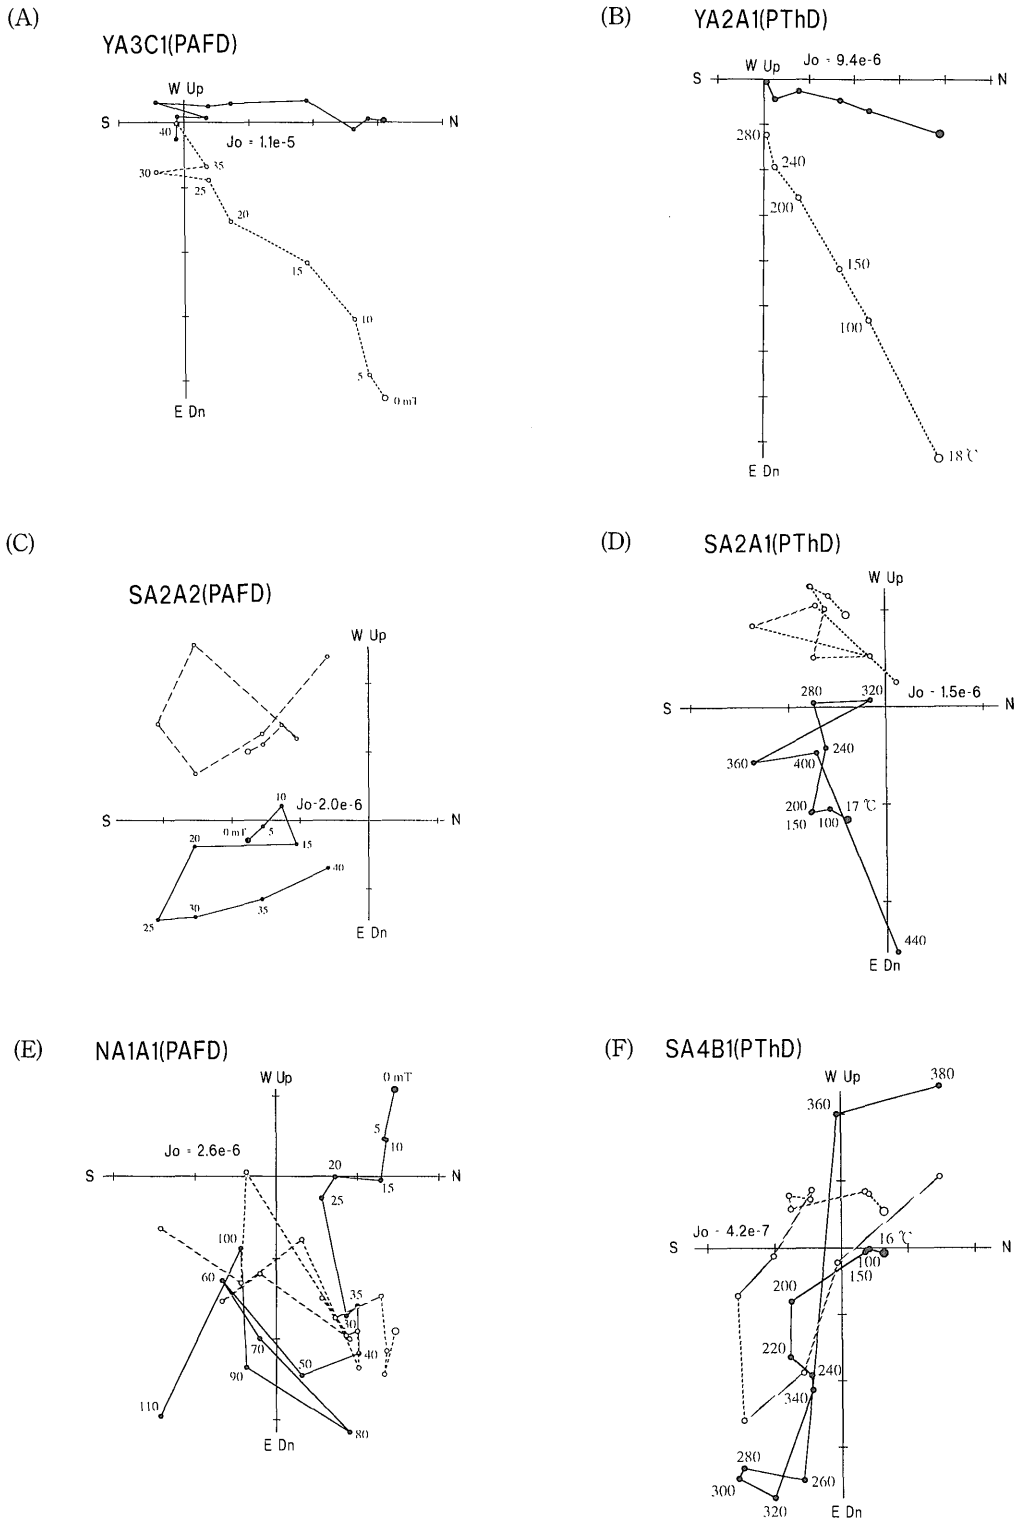 (A)
YA3C1(PAFD)
W Up
S
N
40
Jo = 1.1e-5
35
30
25
20
15
10
5
0 mT
E Dn
(B)
YA2A1(PThD)
W Up
Jo = 9.4e-6
S
N
280
240
200
150
100
18℃
E Dn
(C)
SA2A2(PAFD)
W Up
10
Jo-2.0e-6
S
N
0 mT
5
20
15
40
30
35
25
E Dn
(D)
SA2A1(PThD)
W Up
280
320
Jo - 1.5e-6
S
N
240
360
400
200
17 ℃
150
100
440
E Dn
(E)
NA1A1(PAFD)
0 mT
W Up
5
10
Jo = 2.6e-6
20
S
N
15
25
100
60
35
30
70
40
50
90
110
80
E Dn
(F)
SA4B1(PThD)
380
W Up
360
Jo - 4.2e-7
16 ℃
S
N
100
150
200
220
240
340
280
260
300
320
E Dn